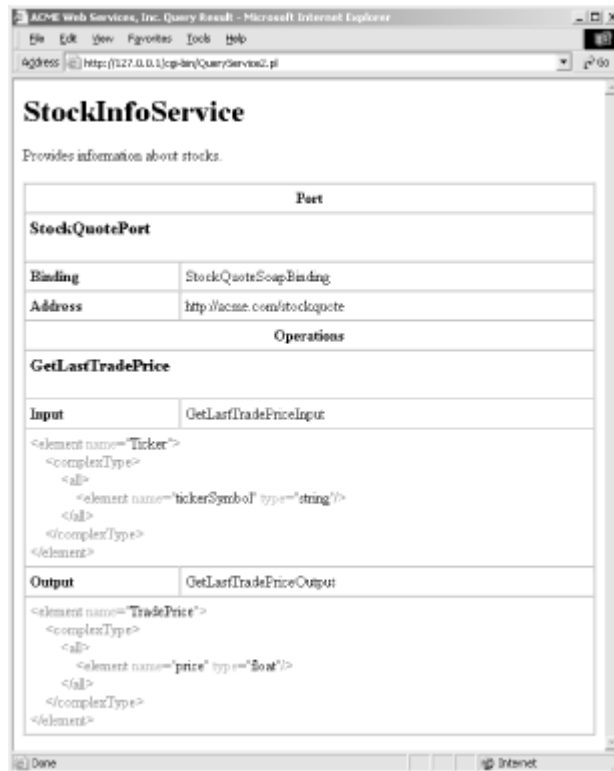 ACME Web Services, Inc. Query Result - Microsoft Internet Explorer
File Edit View Favorites Tools Help
Address http://127.0.0.1/cgi-bin/QueryService2.pl Go
StockInfoService
Provides information about stocks.
Port
StockQuotePort
Binding StockQuoteSoapBinding
Address http://acme.com/stockquote
Operations
GetLastTradePrice
Input GetLastTradePriceInput
<element name="Ticker">
<complexType>
<all>
<element name="tickerSymbol" type="string"/>
</all>
</complexType>
</element>
Output GetLastTradePriceOutput
<element name="TradePrice">
<complexType>
<all>
<element name="price" type="float"/>
</all>
</complexType>
</element>
Done Internet